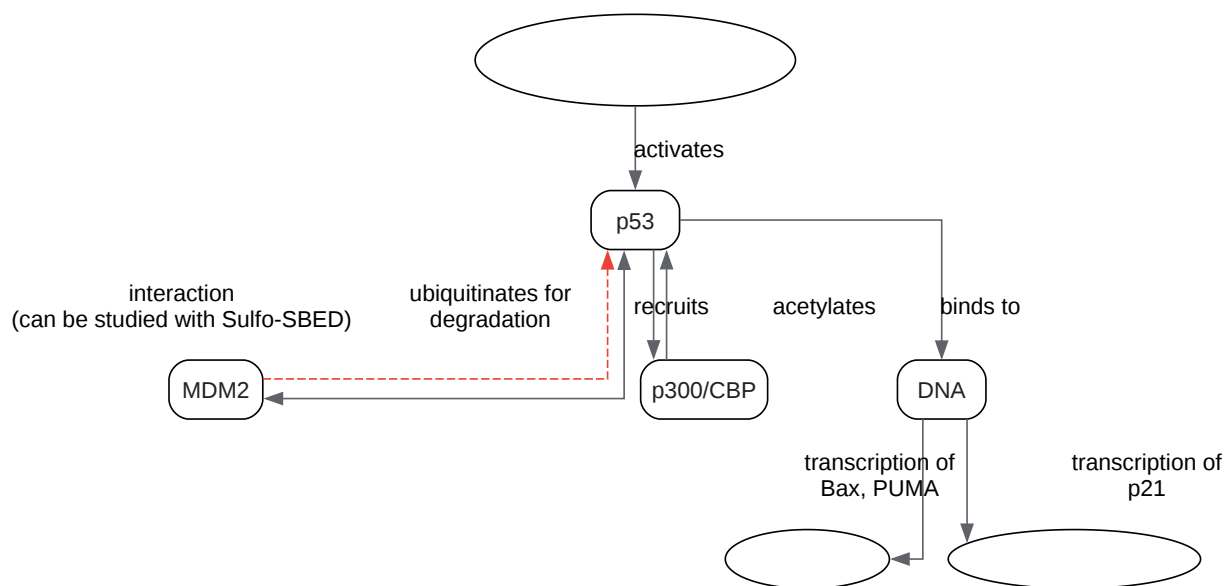 activates
p53
interaction
(can be studied with Sulfo-SBED)
ubiquitinates for
degradation
recruits
acetylates
binds to
MDM2
p300/CBP
DNA
transcription of
Bax, PUMA
transcription of
p21